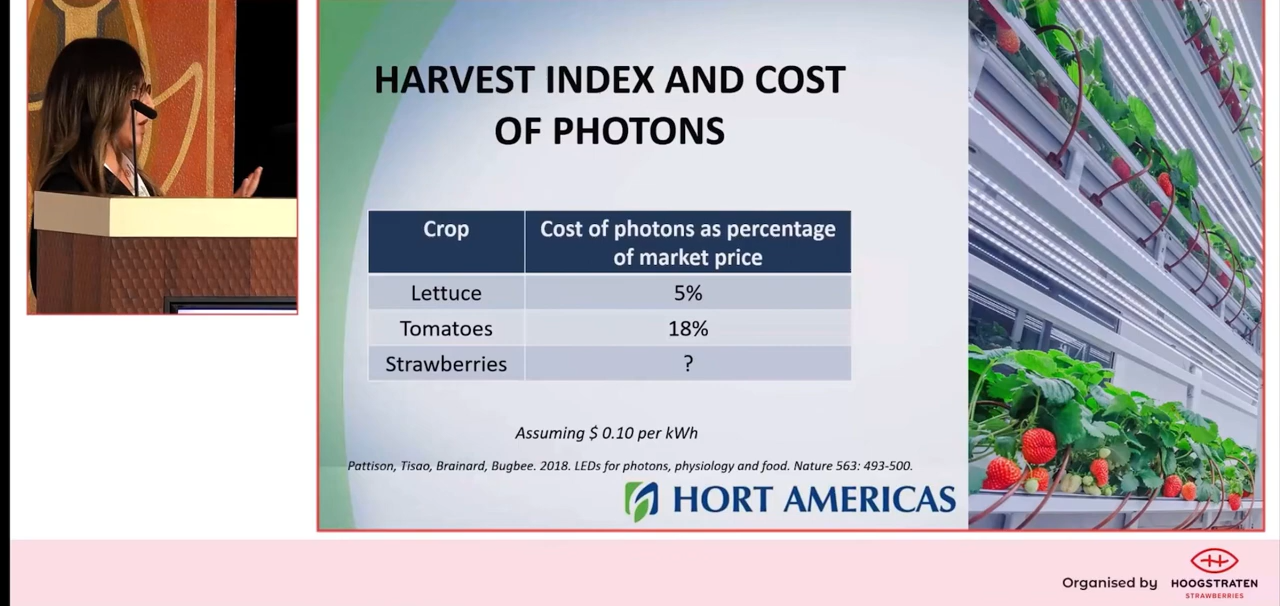 HARVEST INDEX AND COST
OF PHOTONS
Crop
Cost of photons as percentage
of market price
Lettuce
5%
Tomatoes
18%
Strawberries
?
Assuming $ 0.10 per kWh
Pattison, Tisao, Brainard, Bugbee. 2018. LEDs for photons, physiology and food. Nature 563: 493-500.
HORT AMERICAS
Organised by
HOOGSTRATEN
STRAWBERRIES